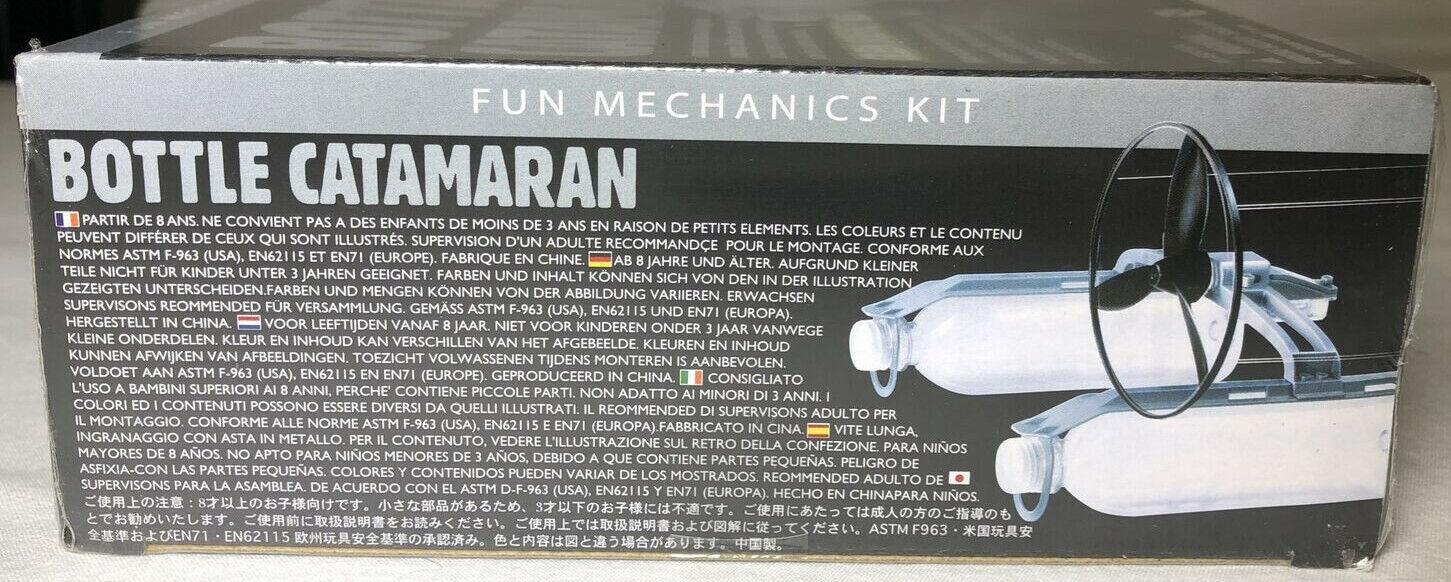 FUN MECHANICS KIT
BOTTLE CATAMARAN
PARTIR DE 8 ANS. NE CONVIENT PAS A DES ENFANTS DE MOINS DE 3 ANS EN RAISON DE PETITS ELEMENTS. LES COLEURS ET LE CONTENU
PEUVENT DIFFÉRER DE CEUX QUI SONT ILLUSTRÉS. SUPERVISION D'UN ADULTE RECOMMANDÇE POUR LE MONTAGE. CONFORME AUX
NORMES ASTM F-963 (USA), EN62115 ET EN71 (EUROPE). FABRIQUE EN CHINE. AB 8 JAHRE UND ÄLTER. AUFGRUND KLEINER
TEILE NICHT FÜR KINDER UNTER 3 JAHREN GEEIGNET. FARBEN UND INHALT KÖNNEN SICH VON DEN IN DER ILLUSTRATION
GEZEIGTEN UNTERSCHEIDEN.FARBEN UND MENGEN KÖNNEN VON DER ABBILDUNG VARIIEREN. ERWACHSEN
SUPERVISONS REOMMENDED FÜR VERSAMMLUNG. GEMÄSS ASTM F-963 (USA), EN62115 UND EN71 (EUROPA).
HERGESTELLT IN CHINA. VOOR LEEFTIJDEN VANAF 8 JAAR. NIET VOOR KINDEREN ONDER 3 JAAR VANWEGE
KLEINE ONDERDELEN. KLEUR EN INHOUD KAN VERSCHILLEN VAN HET AFGEBEELDE. KLEUREN EN INHOUD
KUNNEN AFWIJKEN VAN AFBEELDINGEN. TOEZICHT VOLWASSENEN TIJDENS MONTEREN IS AANBEVOLEN.
VOLDOET AAN ASTM F-963 (USA), EN62115 EN EN71 (EUROPE). GEPRODUCEERD IN CHINA. CONSIGLIATO
L'USO A BAMBINI SUPERIORI AI 8 ANNI, PERCHE' CONTIENE PICCOLE PARTI. NON ADATTO AI MINORI DI 3 ANNI. I
COLORI ED I CONTENUTI POSSONO ESSERE DIVERSI DA QUELLI ILLUSTRATI. IL REOMMENDED DI SUPERVISONS ADULTO PER
IL MONTAGGIO. CONFORME ALLE NORME ASTM F-963 (USA), EN62115 E EN71 (EUROPA).FABBRICATO IN CINA. VITE LUNGA,
INGRANAGGIO CON ASTA IN METALLO. PER IL CONTENUTO, VEDERE L'ILLUSTRAZIONE SUL RETRO DELLA CONFEZIONE. PARA NIÑOS
MAYORES DE 8 AÑOS. NO APTO PARA NIÑOS MENORES DE 3 AÑOS, DEBIDO A QUE CONTIENE PARTES PEQUEÑAS. PELIGRO DE
ASFIXIA-CON LAS PARTES PEQUEÑAS. COLORES Y CONTENIDOS PUEDEN VARIAR DE LOS MOSTRADOS. REOMMENDED ADULTO DE
SUPERVISONS PARA LA ASAMBLEA. DE ACUERDO CON EL ASTM D-F-963 (USA), EN62115 Y EN71 (EUROPA). HECHO EN CHINAPARA NIÑOS.
ご使用上の注意：8才以上のお子様向けです。小さな部品があるため、3才以下のお子様には不適です。ご使用にあたっては成人の方のご指導のも
とでお勧めいたします。ご使用前に取扱説明書をお読みください。ご使用上では取扱説明書および図解に従ってください。ASTM F963・米国玩具安
全基準およびEN71・EN62115 欧州玩具安全基準の承認済み。色と内容は図と違う場合があります。中国製。